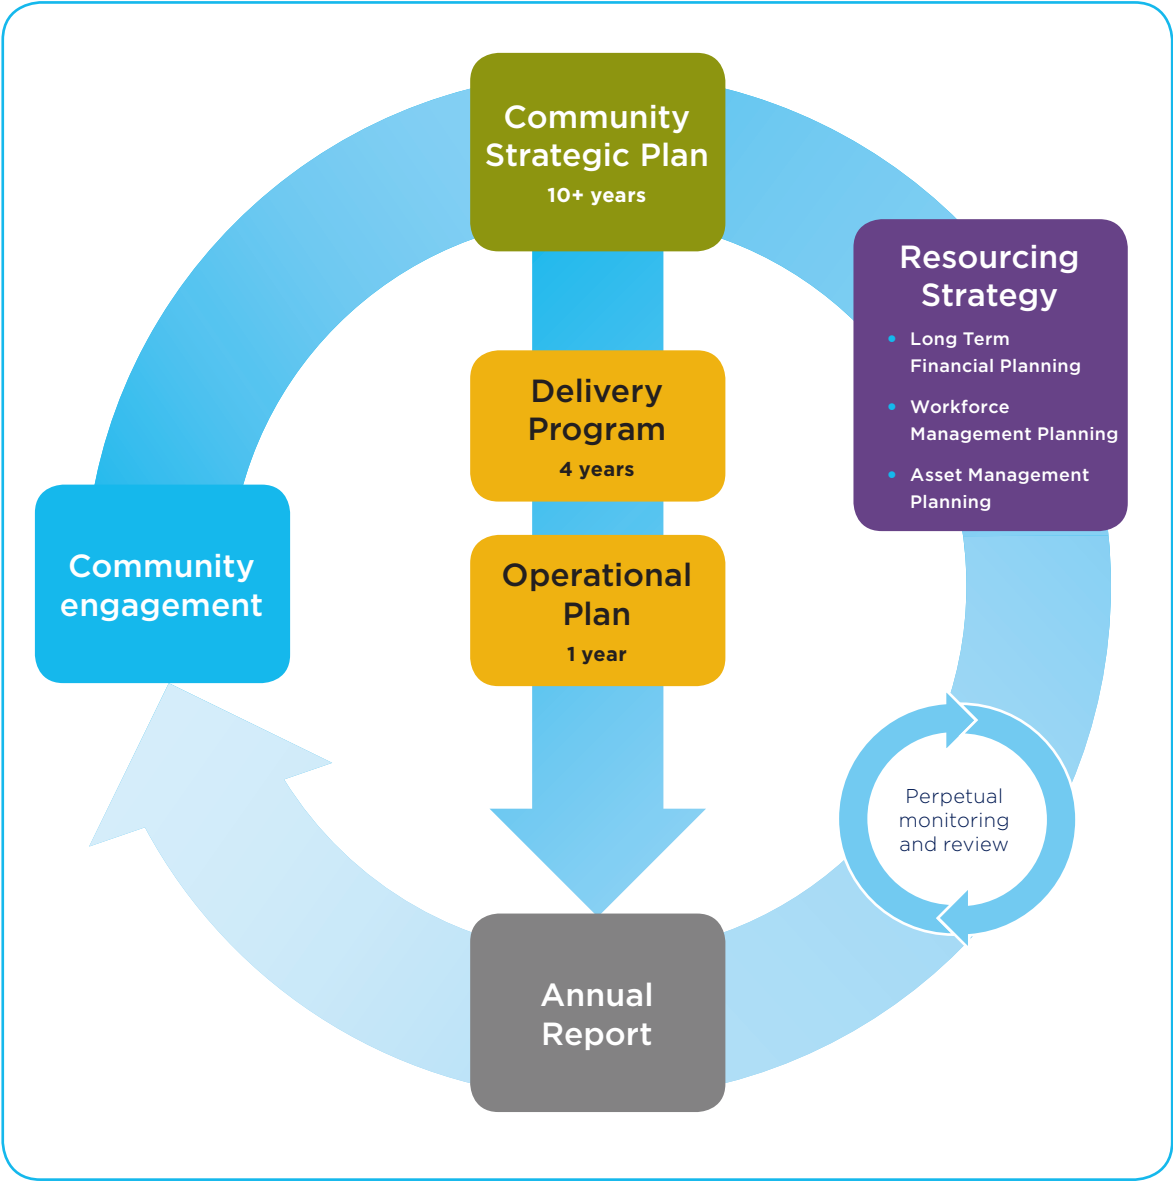 Community
Strategic Plan
10+ years
Resourcing
Strategy
• Long Term
Financial Planning
• Workforce
Management Planning
• Asset Management
Planning
Delivery
Program
4 years
Operational
Plan
1 year
Community
engagement
Perpetual
monitoring
and review
Annual
Report